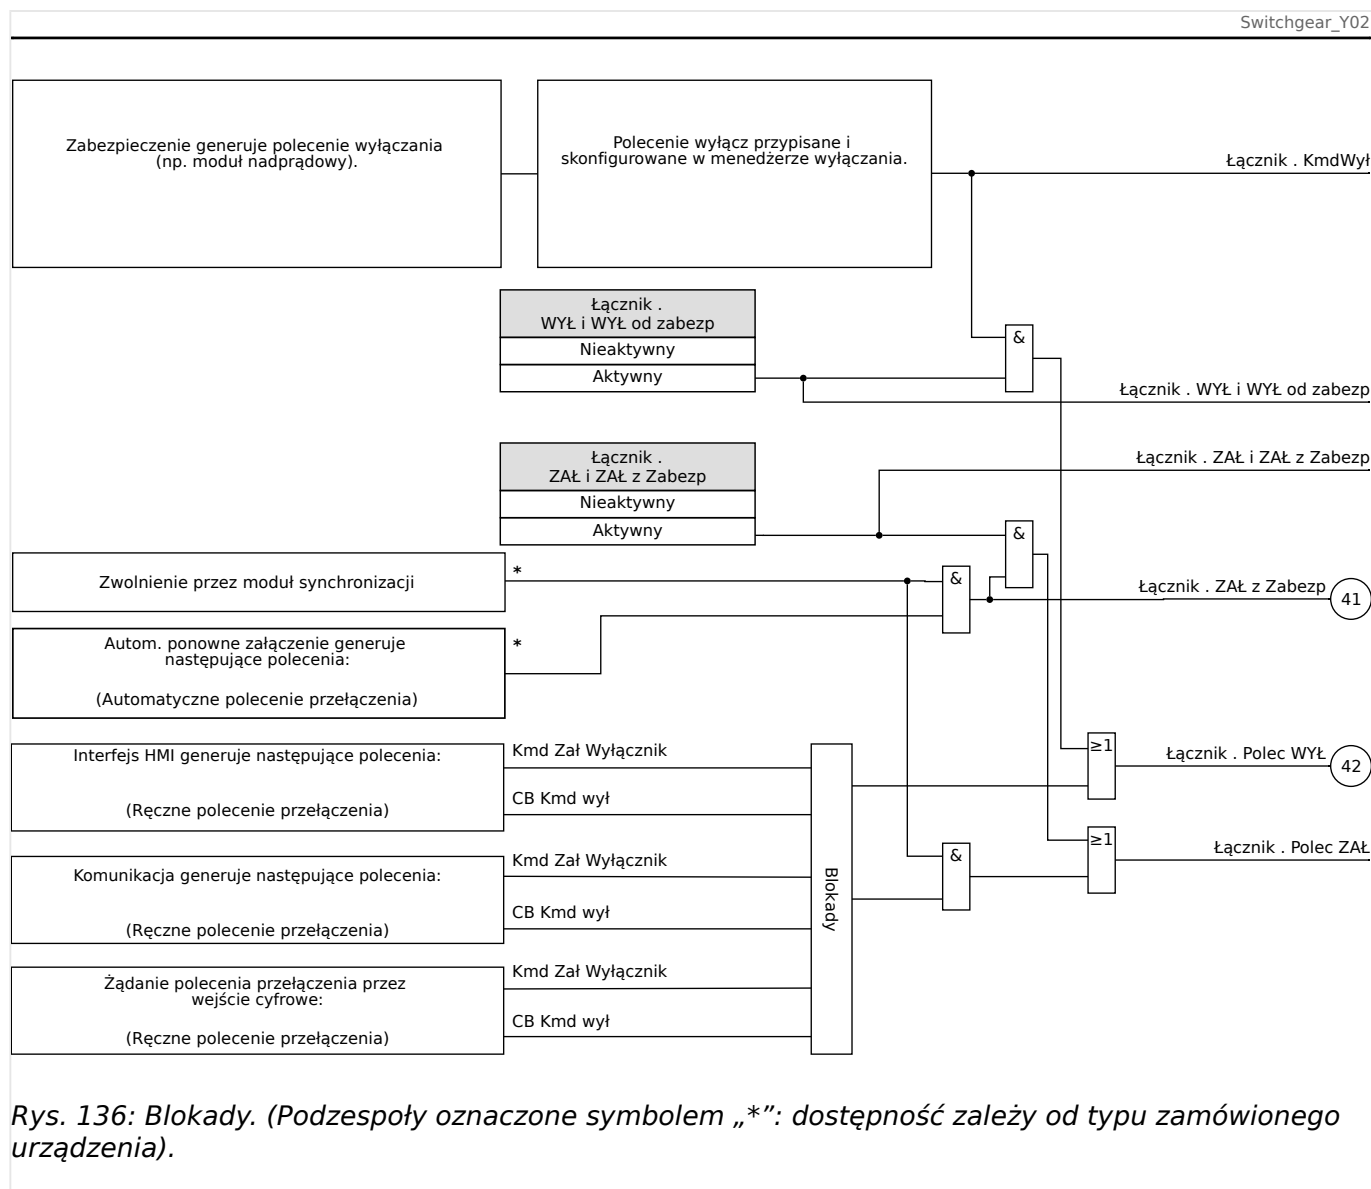 Switchgear_Y02
Zabezpieczenie generuje polecenie wyłączania
(np. moduł nadprądowy).
Polecenie wyłącz przypisane i
skonfigurowane w menedżerze wyłączania.
Łącznik . KmdWył
Łącznik .
WYŁ i WYŁ od zabezp
Nieaktywny
Aktywny
&
Łącznik . WYŁ i WYŁ od zabezp
Łącznik .
ZAŁ i ZAŁ z Zabezp
Nieaktywny
Aktywny
Łącznik . ZAŁ i ZAŁ z Zabezp
&
Zwolnienie przez moduł synchronizacji
*
&
Łącznik . ZAŁ z Zabezp
41
Autom. ponowne załączenie generuje
następujące polecenia:
(Automatyczne polecenie przełączenia)
*
Interfejs HMI generuje następujące polecenia:
(Ręczne polecenie przełączenia)
Kmd Zał Wyłącznik
CB Kmd wył
≥1
Łącznik . Polec WYŁ
42
Komunikacja generuje następujące polecenia:
(Ręczne polecenie przełączenia)
Kmd Zał Wyłącznik
CB Kmd wył
Blokady
&
≥1
Łącznik . Polec ZAŁ
Żądanie polecenia przełączenia przez
wejście cyfrowe:
(Ręczne polecenie przełączenia)
Kmd Zał Wyłącznik
CB Kmd wył
Rys. 136: Blokady. (Podzespoły oznaczone symbolem „*”: dostępność zależy od typu zamówionego
urządzenia).